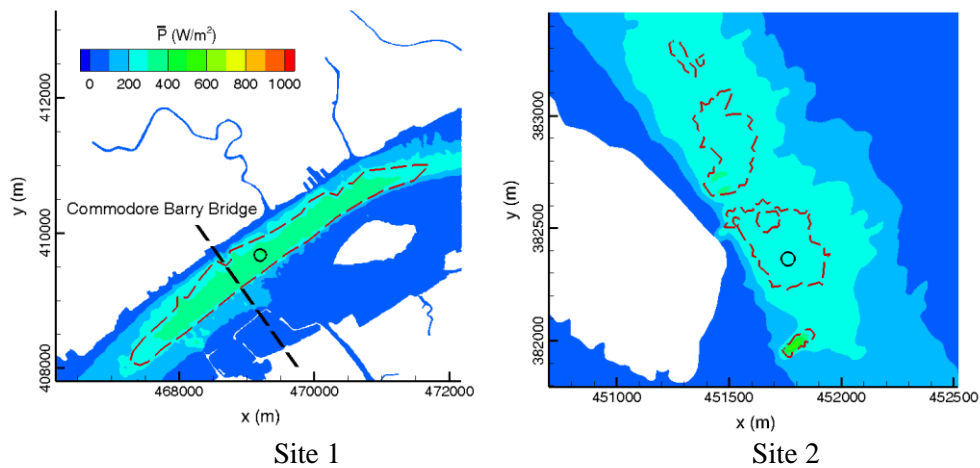 P̅ (W/m²)
0 200 400 600 800 1000
412000
410000
408000
y (m)
Commodore Barry Bridge
468000 470000 472000
x (m)
Site 1
383000
382500
382000
y (m)
451000 451500 452000 452500
x (m)
Site 2